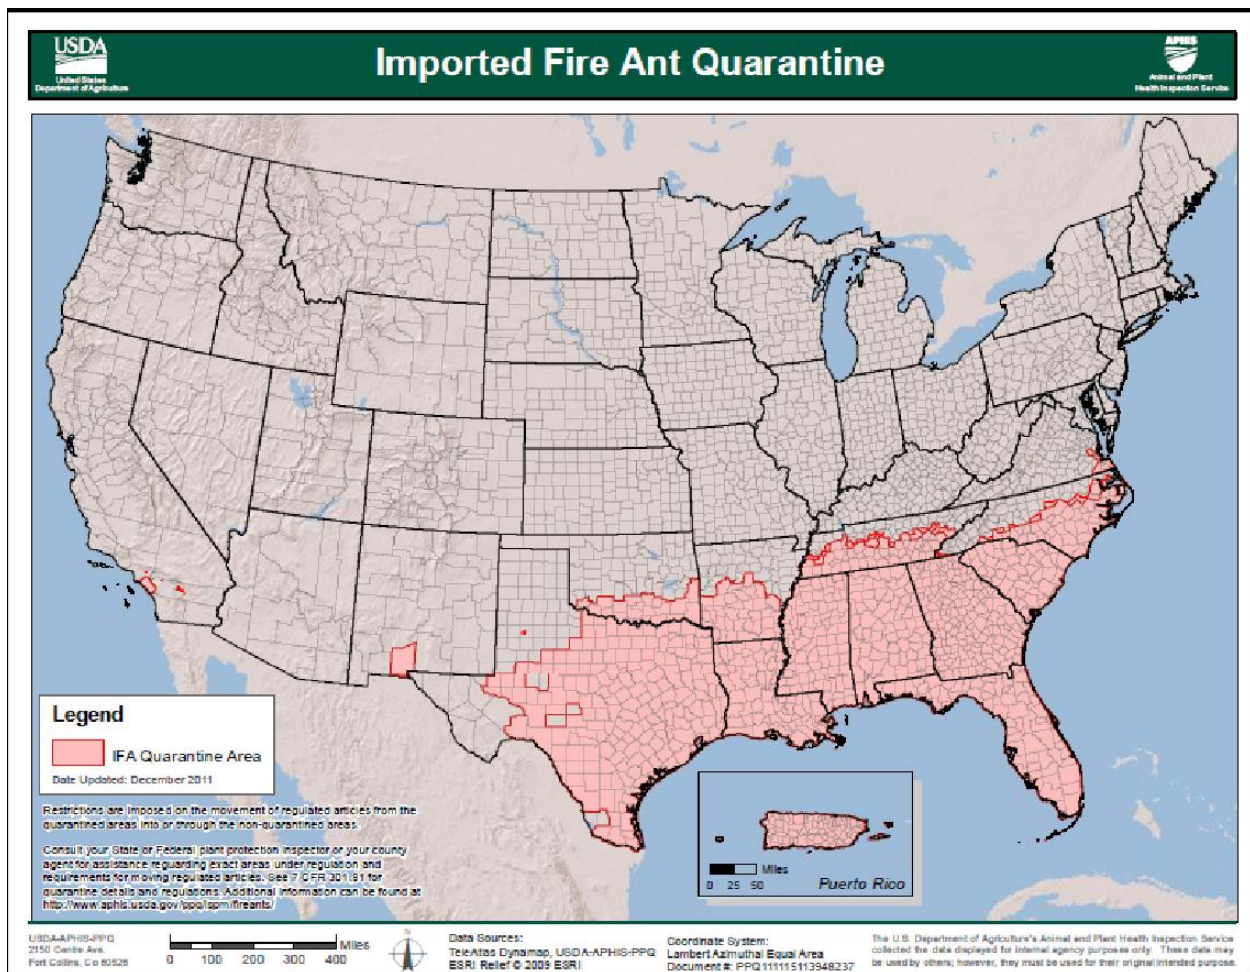 USDA
United States
Department of Agriculture
Imported Fire Ant Quarantine
APHIS
Animal and Plant
Health Inspection Service
Legend
IFA Quarantine Area
Date Updated: December 2011
Restrictions are imposed on the movement of regulated articles from the
quarantined areas into or through the non-quarantined areas.
Consult your State or Federal plant protection inspector or your county
agent for assistance regarding exact areas under regulation and
requirements for moving regulated articles. See 7 CFR 301.81 for
quarantine details and regulations. Additional information can be found at
http://www.aphis.usda.gov/ppq/ispm/fireants/
Miles
0 25 50
Puerto Rico
USDA-APHIS-PPQ
2150 Centre Ave.
Fort Collins, Co 80526
Miles
0 100 200 300 400
N
Data Sources:
TeleAtlas Dynamap, USDA-APHIS-PPQ
ESRI Relief © 2009 ESRI
Coordinate System:
Lambert Azimuthal Equal Area
Document #: PPQ1111115113948237
The U.S. Department of Agriculture's Animal and Plant Health Inspection Service
collected the data displayed for internal agency purposes only. These data may
be used by others; however, they must be used for their original intended purpose.